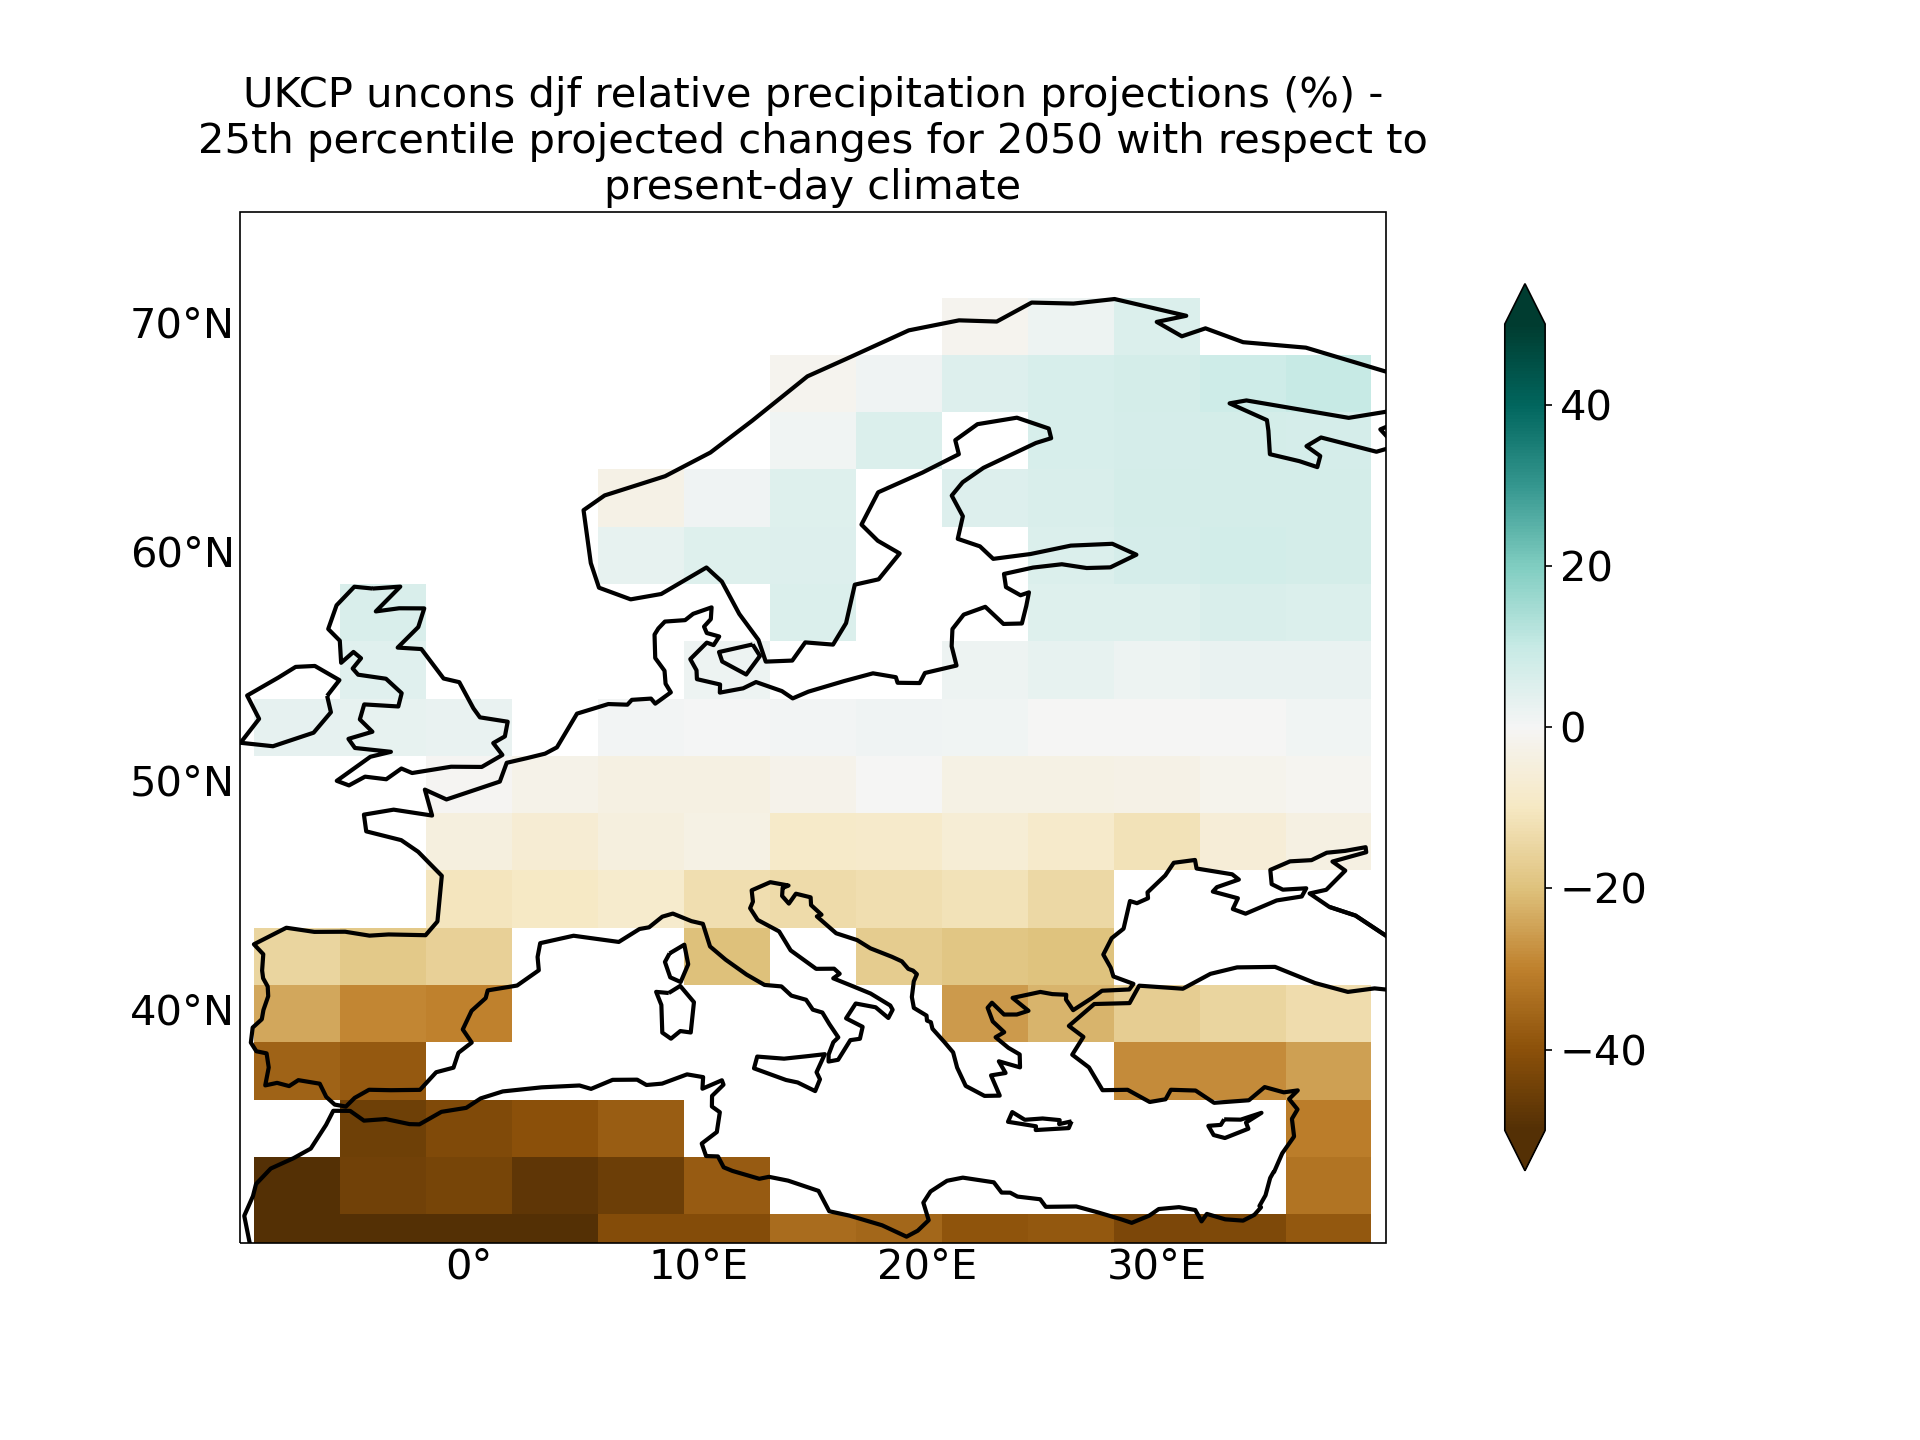 UKCP uncons djf relative precipitation projections (%) -
25th percentile projected changes for 2050 with respect to
present-day climate
70°N
60°N
50°N
40°N
0°
10°E
20°E
30°E
40
20
0
−20
−40